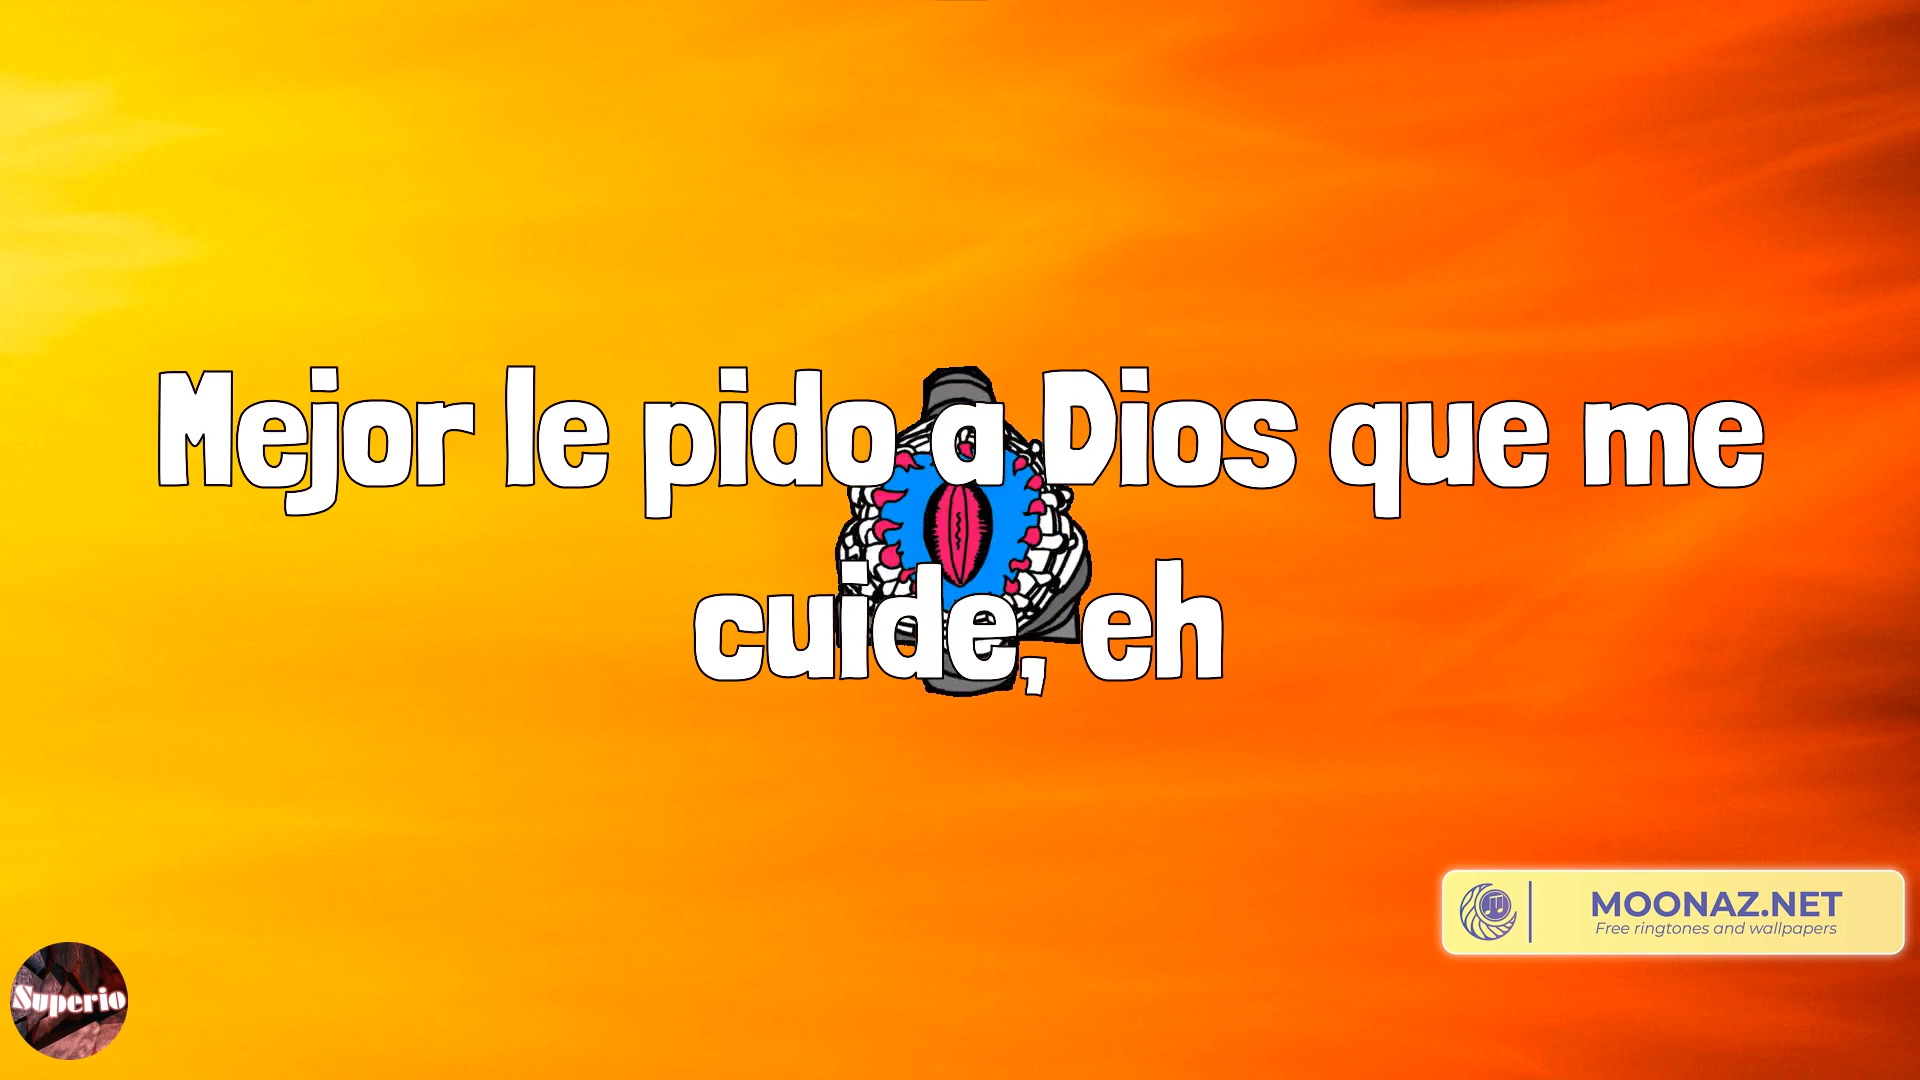 Mejor le pido a Dios que me
cuide, eh
MOONAZ.NET
Free ringtones and wallpapers
Superio